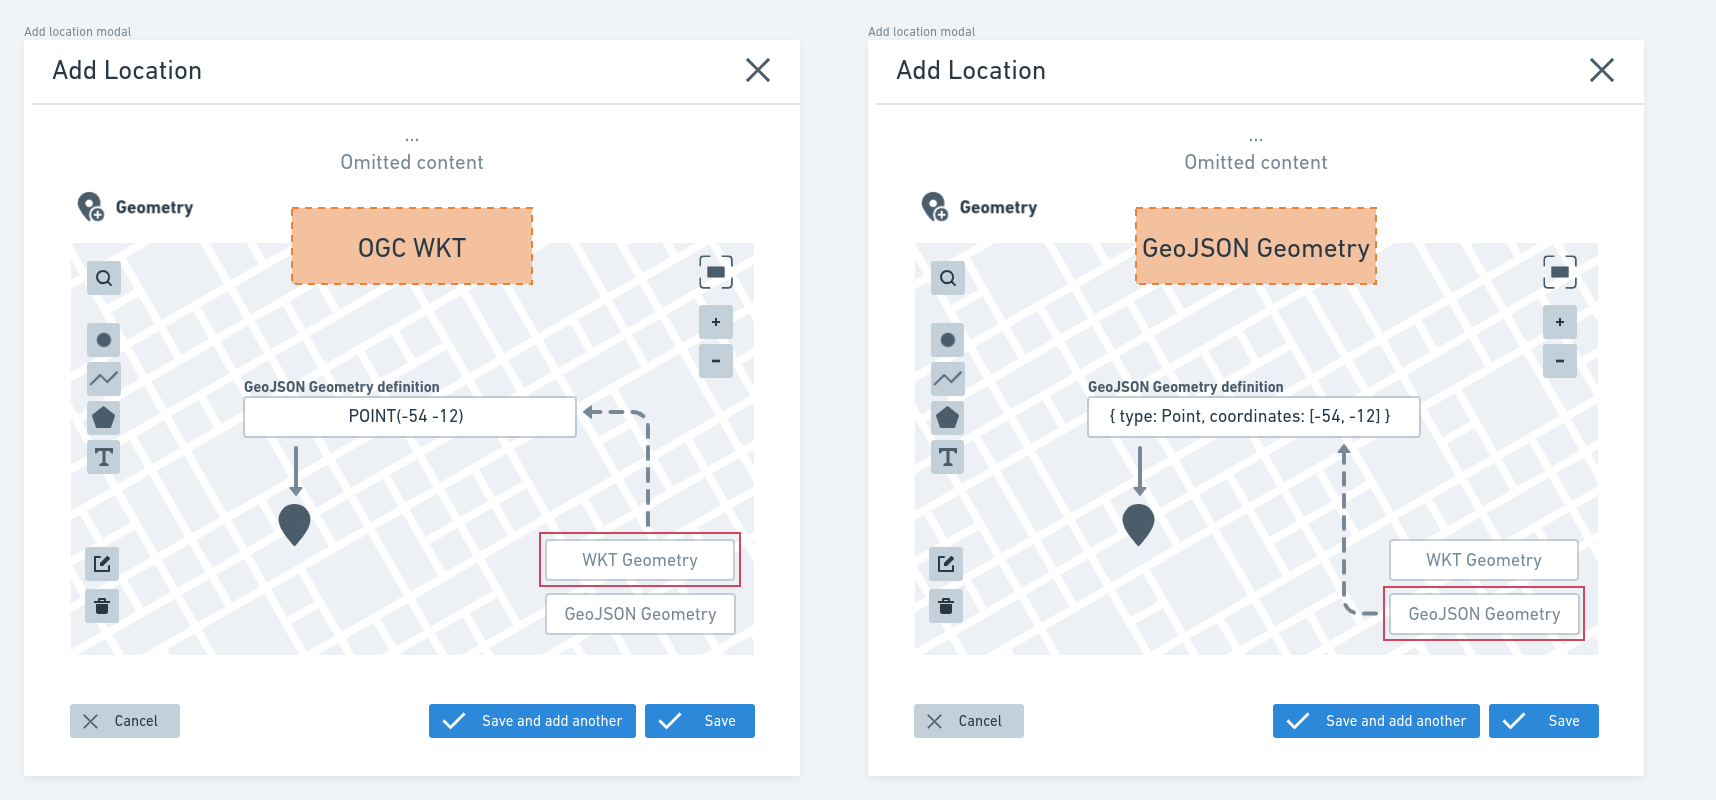 Add location modal
Add Location
...
Omitted content
Geometry
OGC WKT
+
-
GeoJSON Geometry definition
POINT(-54 -12)
T
WKT Geometry
GeoJSON Geometry
Cancel
Save and add another
Save
Add location modal
Add Location
...
Omitted content
Geometry
GeoJSON Geometry
+
-
GeoJSON Geometry definition
{ type: Point, coordinates: [-54, -12] }
T
WKT Geometry
GeoJSON Geometry
Cancel
Save and add another
Save